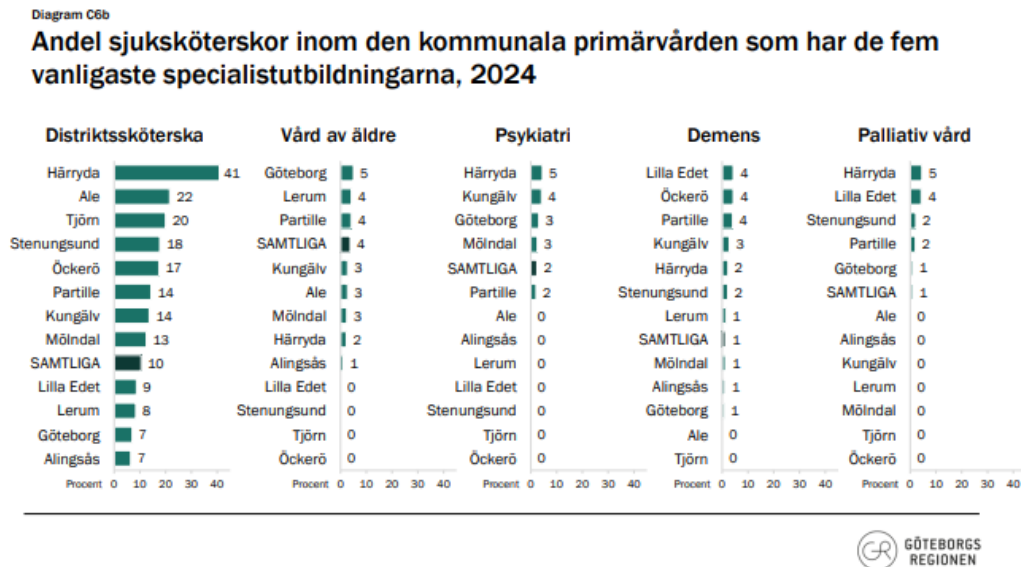 Diagram C6b
Andel sjuksköterskor inom den kommunala primärvården som har de fem
vanligaste specialistutbildningarna, 2024
Distriktssköterska
Härryda 41
Ale 22
Tjörn 20
Stenungsund 18
Öckerö 17
Partille 14
Kungälv 14
Mölndal 13
SAMTLIGA 10
Lilla Edet 9
Lerum 8
Göteborg 7
Alingsås 7
Procent 0 10 20 30 40
Vård av äldre
Göteborg 5
Lerum 4
Partille 4
SAMTLIGA 4
Kungälv 3
Ale 3
Mölndal 3
Härryda 2
Alingsås 1
Lilla Edet 0
Stenungsund 0
Tjörn 0
Öckerö 0
Procent 0 10 20 30 40
Psykiatri
Härryda 5
Kungälv 4
Göteborg 3
Mölndal 3
SAMTLIGA 2
Partille 2
Ale 0
Alingsås 0
Lerum 0
Lilla Edet 0
Stenungsund 0
Tjörn 0
Öckerö 0
Procent 0 10 20 30 40
Demens
Lilla Edet 4
Öckerö 4
Partille 4
Kungälv 3
Härryda 2
Stenungsund 2
Lerum 1
SAMTLIGA 1
Mölndal 1
Alingsås 1
Göteborg 1
Ale 0
Tjörn 0
Procent 0 10 20 30 40
Palliativ vård
Härryda 5
Lilla Edet 4
Stenungsund 2
Partille 2
Göteborg 1
SAMTLIGA 1
Ale 0
Alingsås 0
Kungälv 0
Lerum 0
Mölndal 0
Tjörn 0
Öckerö 0
Procent 0 10 20 30 40
GR
GÖTEBORGS
REGIONEN